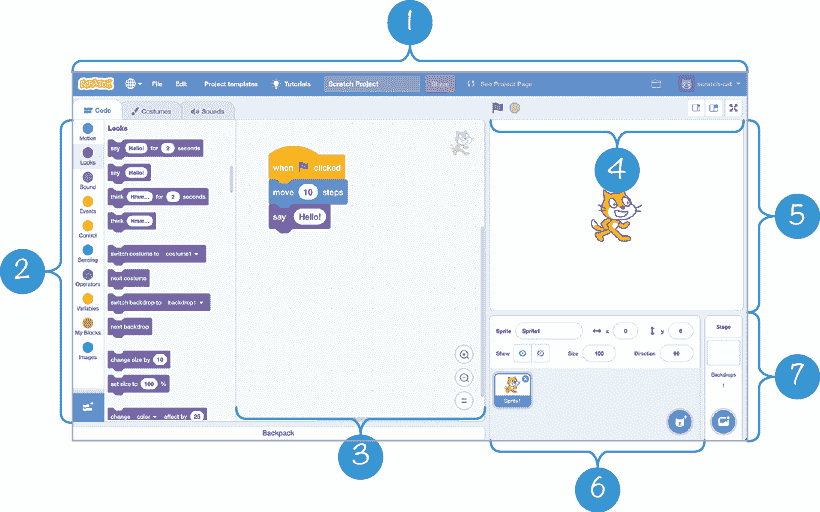 1
SCRATCH
File Edit Project templates Tutorials Scratch Project Share See Project Page scratch-cat
Code Costumes Sounds
2
Motion
Looks
Sound
Events
Control
Sensing
Operators
Variables
My Blocks
Images
Looks
say Hello! for 2 seconds
say Hello!
think Hmm... for 2 seconds
think Hmm...
switch costume to costume1
next costume
switch backdrop to backdrop1
next backdrop
change size by 10
set size to 100 %
change color effect by 25
when clicked
move 10 steps
say Hello!
3
Backpack
4
5
Sprite Sprite1 x 0 y 6
Show Size 100 Direction 90
Sprite1
6
Stage
Backdrops
1
7